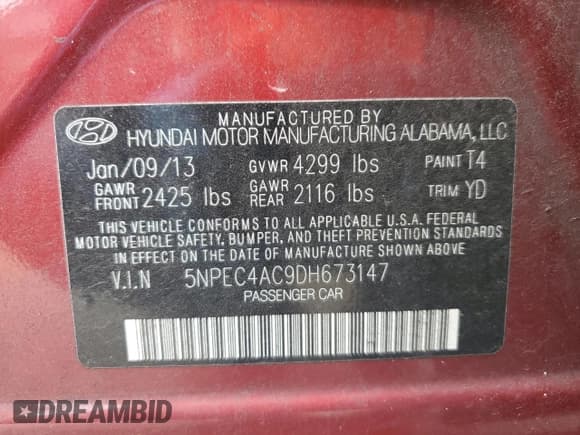 MANUFACTURED BY
HYUNDAI MOTOR MANUFACTURING ALABAMA, LLC
Jan/09/13 GVWR 4299 lbs PAINT T4
GAWR FRONT 2425 lbs GAWR REAR 2116 lbs TRIM YD
THIS VEHICLE CONFORMS TO ALL APPLICABLE U.S.A. FEDERAL
MOTOR VEHICLE SAFETY, BUMPER, AND THEFT PREVENTION STANDARDS
IN EFFECT ON THE DATE OF MANUFACTURE SHOWN ABOVE.
V.I.N 5NPEC4AC9DH673147
PASSENGER CAR
DREAMBID